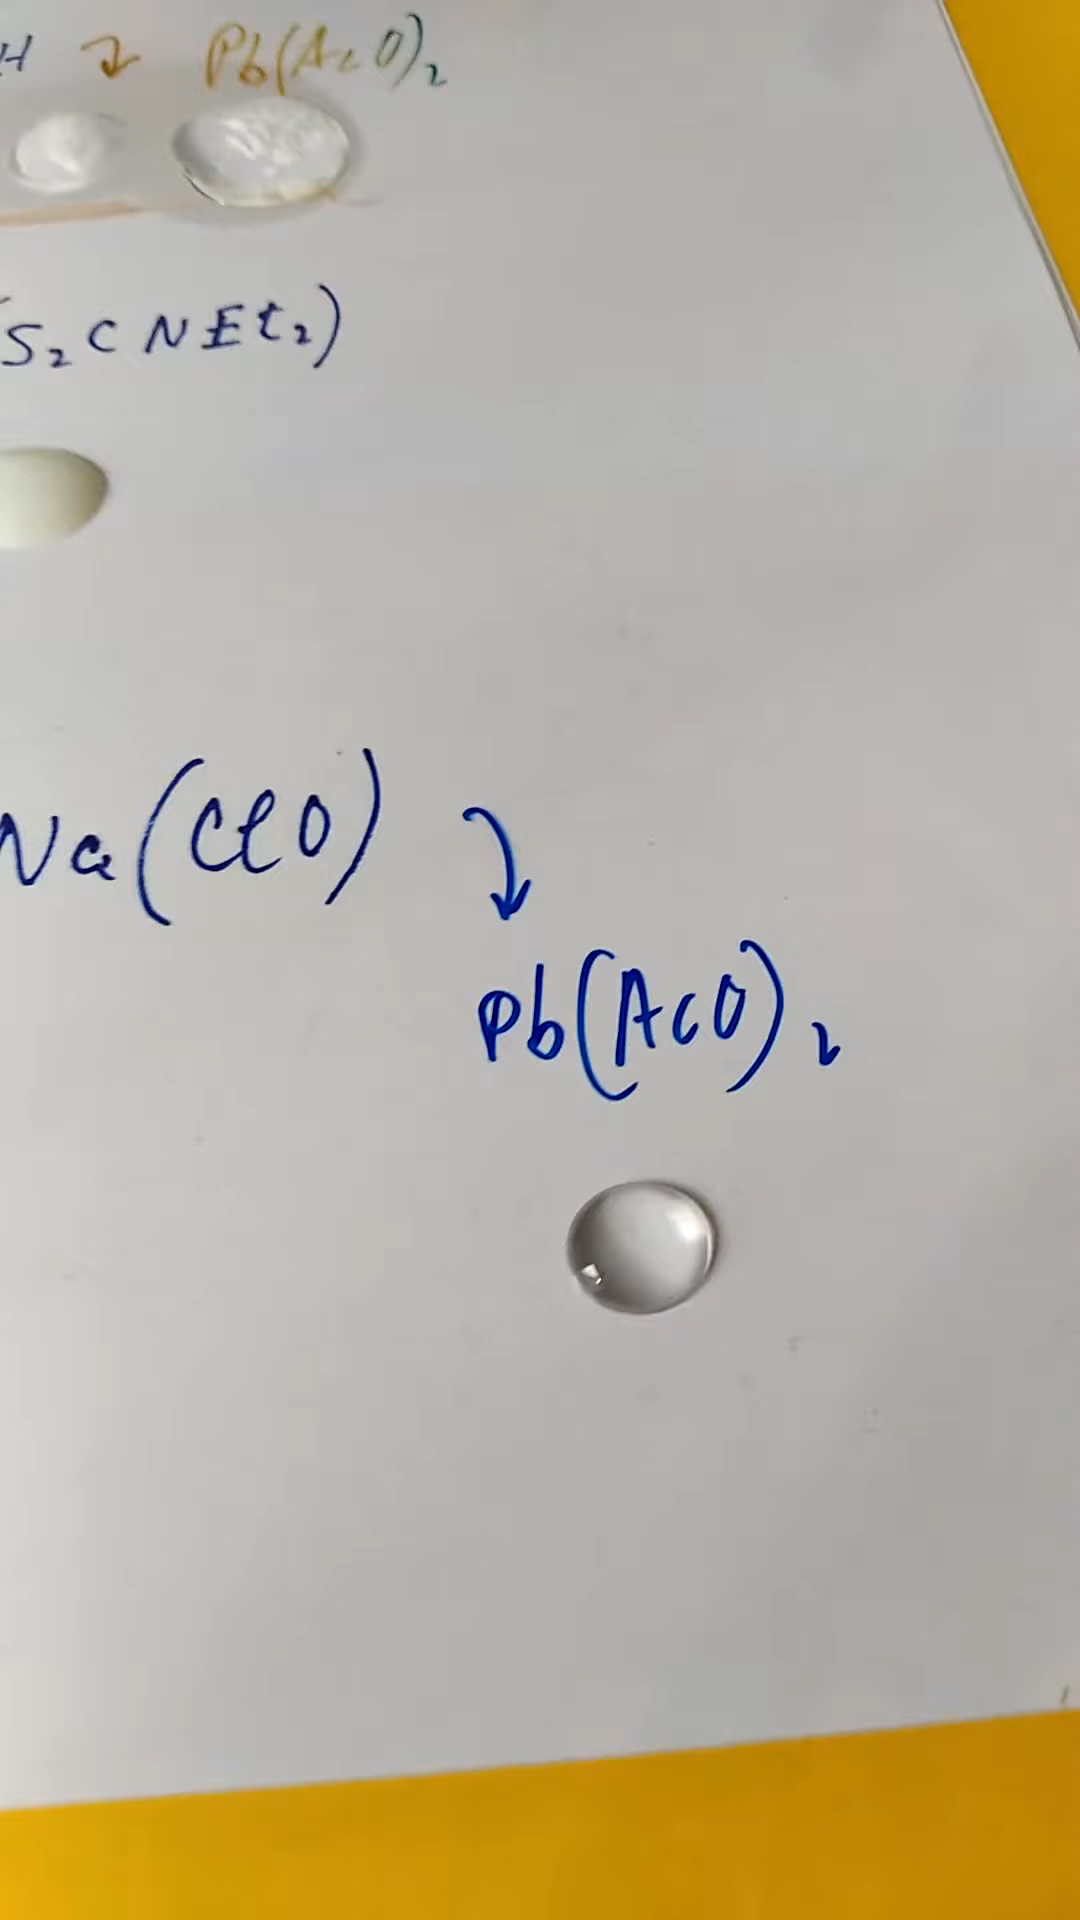 H ⤵ Pb(AcO)₂
(S₂CNEt₂)
Na(ClO) ⤵
Pb(AcO)₂